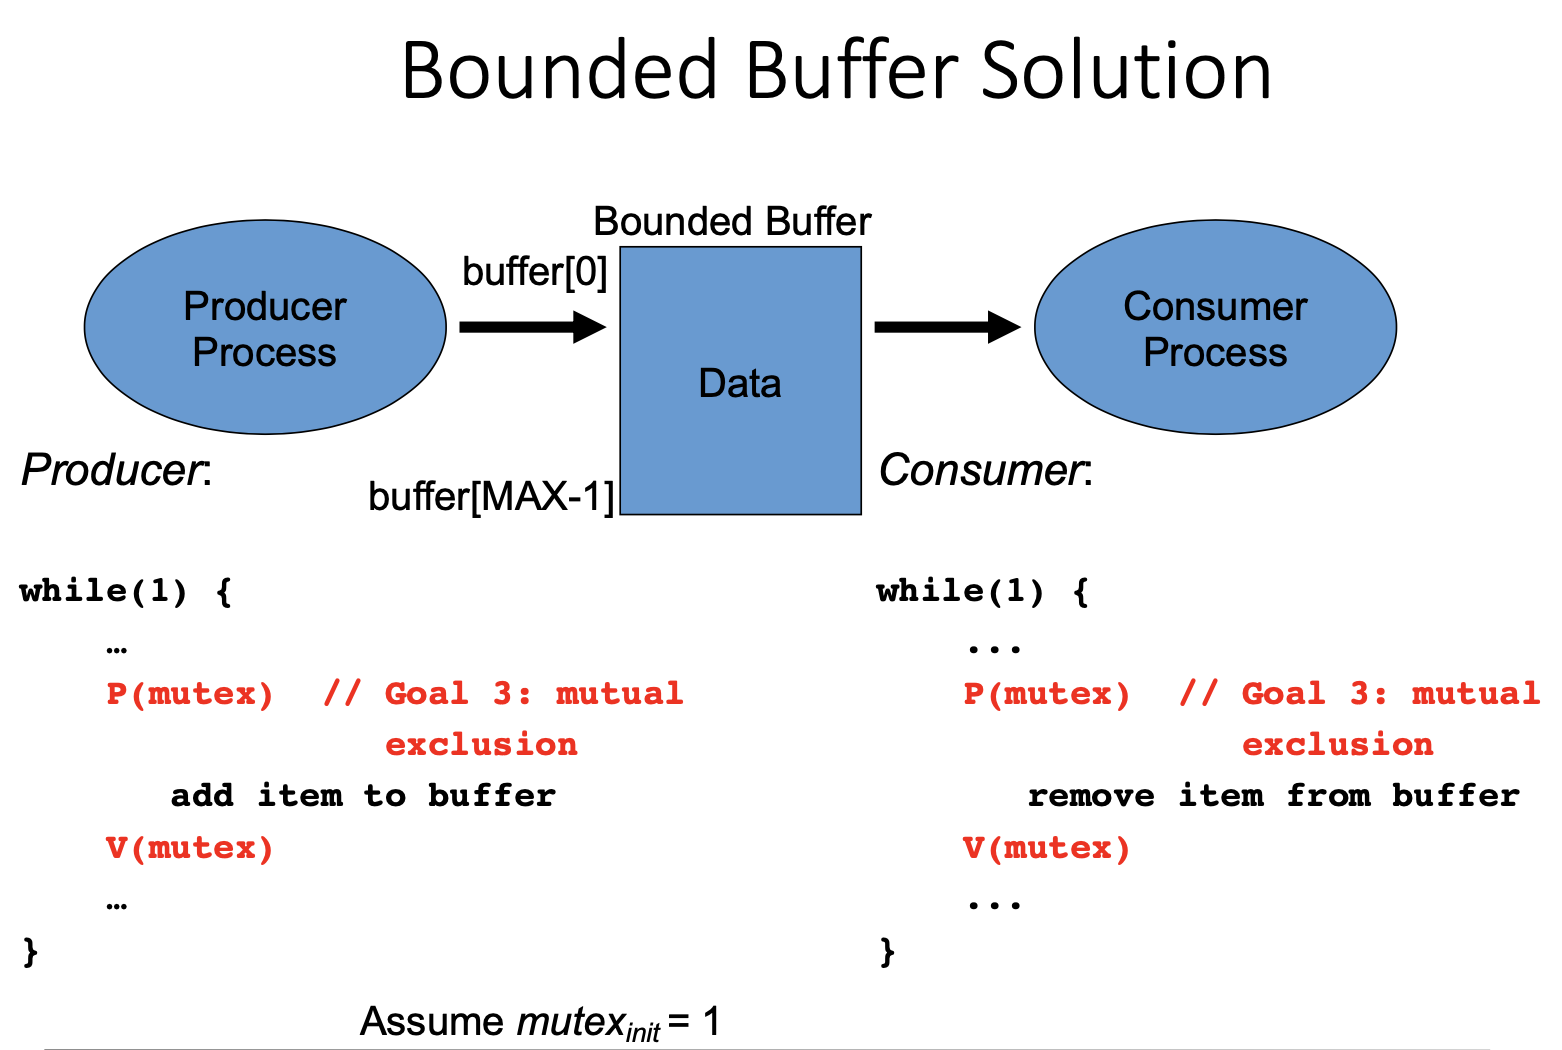 Bounded Buffer Solution
Bounded Buffer
buffer[0]
Producer
Process
Data
Consumer
Process
buffer[MAX-1]
Producer:
while(1) {
…
P(mutex) // Goal 3: mutual
exclusion
add item to buffer
V(mutex)
…
}
Consumer:
while(1) {
...
P(mutex) // Goal 3: mutual
exclusion
remove item from buffer
V(mutex)
...
}
Assume mutexinit = 1